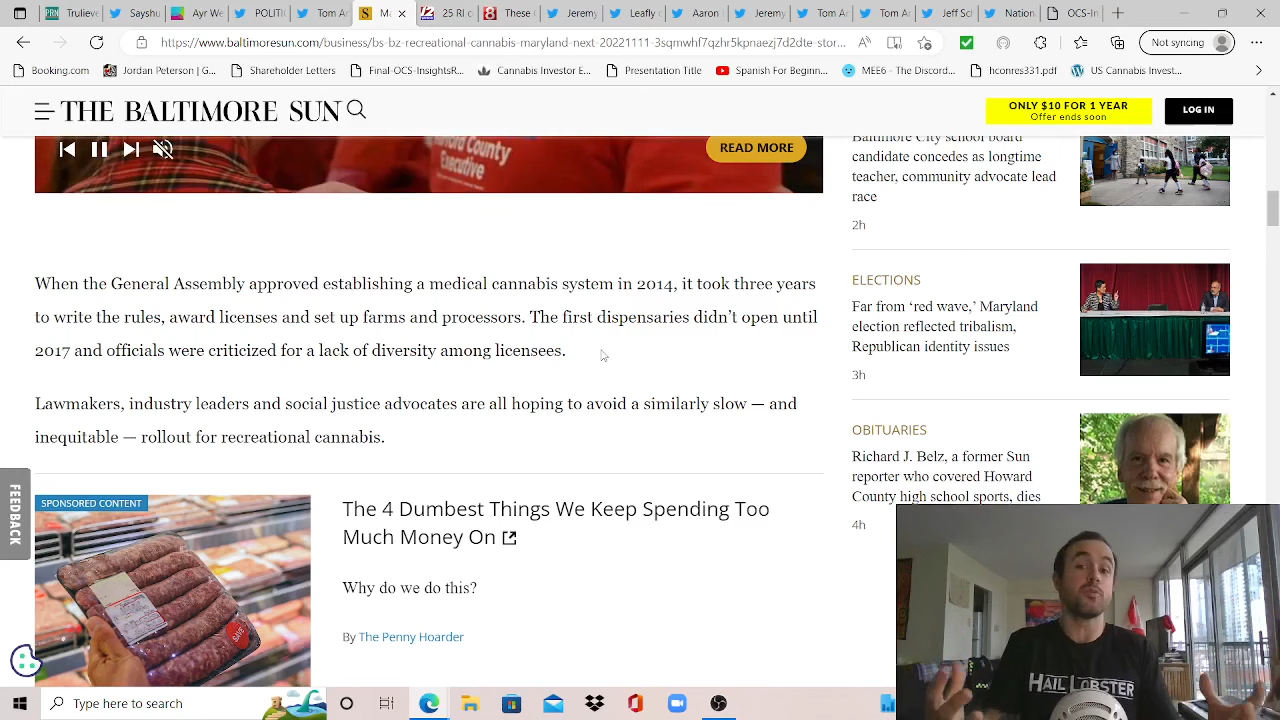 PRN
Saysu
POLITI
Tom
S M
25 R
These
Jeremy
Leafly
Aaron
Jeremy
Tom A
Tom A
Jeff Sc
Nation
OCS-In
https://www.baltimoresun.com/business/bs-bz-recreational-cannabis-maryland-next-20221111-3sqmwhf7qzhr5kpnaezj7d2dte-stor...
Not syncing
Booking.com
Jordan Peterson | G...
Shareholder Letters
Final-OCS-Insights_...
Cannabis Investing E...
Presentation Title
Spanish For Beginn...
MEE6 - The Discord...
hconres331.pdf
US Cannabis
THE BALTIMORE SUN
ONLY $10 FOR 1 YEAR
Offer ends soon
LOG IN
County
Executive
READ MORE
When the General Assembly approved establishing a medical cannabis system in 2014, it took three years
to write the rules, award licenses and set up farms and processors. The first dispensaries didn't open until
2017 and officials were criticized for a lack of diversity among licensees.
Lawmakers, industry leaders and social justice advocates are all hoping to avoid a similarly slow — and
inequitable — rollout for recreational cannabis.
SPONSORED CONTENT
SAVE
The 4 Dumbest Things We Keep Spending Too
Much Money On
Why do we do this?
By The Penny Hoarder
Baltimore City school board
candidate concedes as longtime
teacher, community advocate lead
race
2h
ELECTIONS
Far from 'red wave,' Maryland
election reflected tribalism,
Republican identity issues
3h
OBITUARIES
Richard J. Belz, a former Sun
reporter who covered Howard
County high school sports, dies
4h
FEEDBACK
HAIL LOBSTER
Type here to search